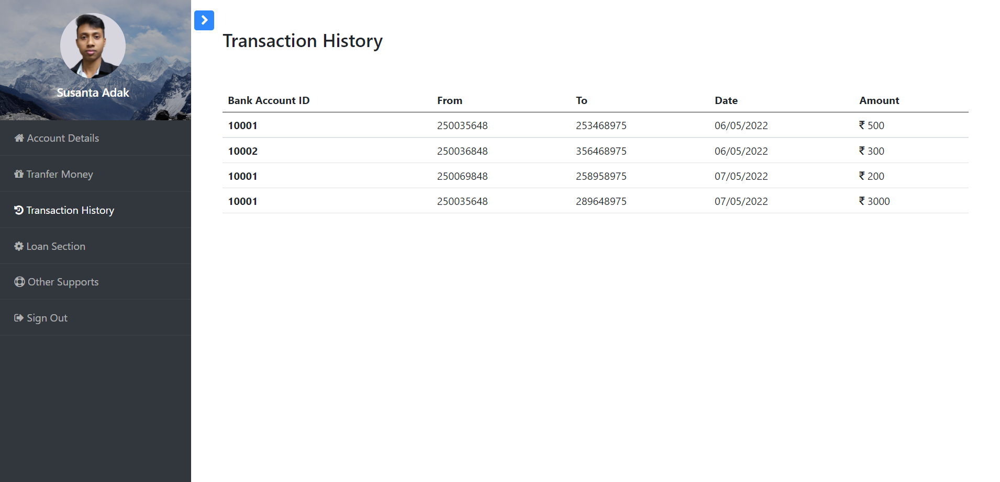 Susanta Adak
Account Details
Tranfer Money
Transaction History
Loan Section
Other Supports
Sign Out
Transaction History
Bank Account ID From To Date Amount
10001 250035648 253468975 06/05/2022 ₹ 500
10002 250036848 356468975 06/05/2022 ₹ 300
10001 250069848 258958975 07/05/2022 ₹ 200
10001 250035648 289648975 07/05/2022 ₹ 3000